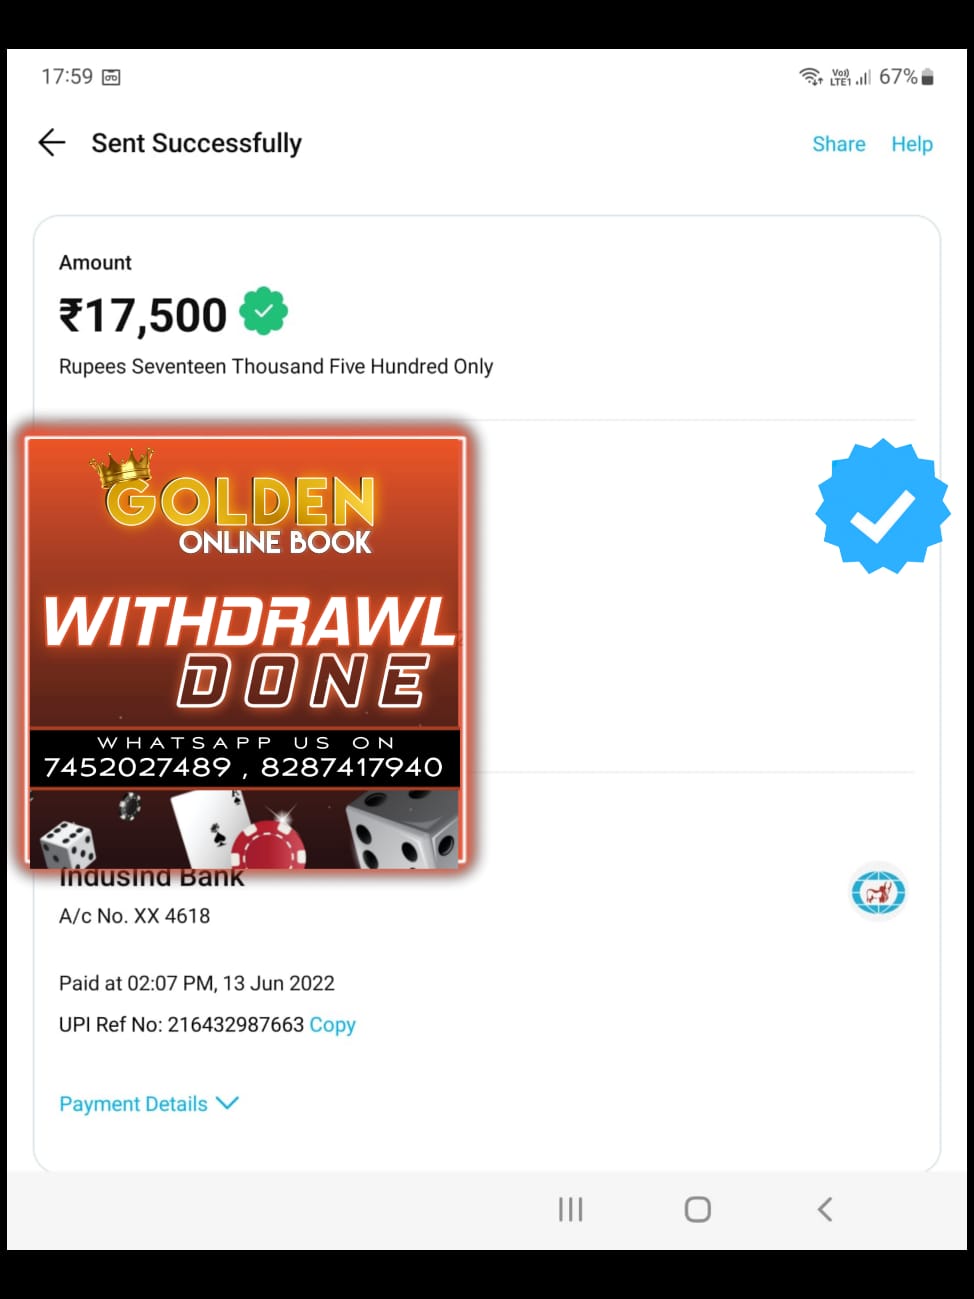 17:59
Vo)) LTE1 67%
Sent Successfully
Share Help
Amount
₹17,500
Rupees Seventeen Thousand Five Hundred Only
GOLDEN
ONLINE BOOK
WITHDRAWL
DONE
WHATSAPP US ON
7452027489 , 8287417940
IndusInd Bank
A/c No. XX 4618
Paid at 02:07 PM, 13 Jun 2022
UPI Ref No: 216432987663 Copy
Payment Details